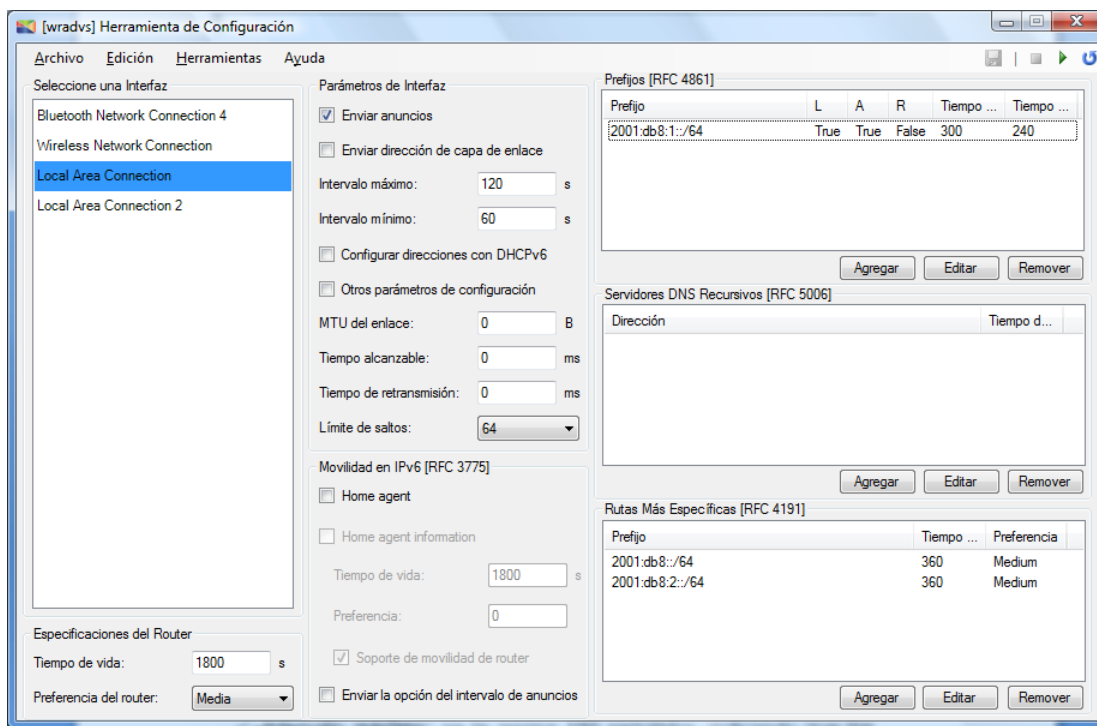 [wradvs] Herramienta de Configuración
Archivo Edición Herramientas Ayuda
Seleccione una Interfaz
Bluetooth Network Connection 4
Wireless Network Connection
Local Area Connection
Local Area Connection 2
Especificaciones del Router
Tiempo de vida: 1800 s
Preferencia del router: Media
Parámetros de Interfaz
Enviar anuncios
Enviar dirección de capa de enlace
Intervalo máximo: 120 s
Intervalo mínimo: 60 s
Configurar direcciones con DHCPv6
Otros parámetros de configuración
MTU del enlace: 0 B
Tiempo alcanzable: 0 ms
Tiempo de retransmisión: 0 ms
Límite de saltos: 64
Movilidad en IPv6 [RFC 3775]
Home agent
Home agent information
Tiempo de vida: 1800 s
Preferencia: 0
Soporte de movilidad de router
Enviar la opción del intervalo de anuncios
Prefijos [RFC 4861]
Prefijo L A R Tiempo ... Tiempo ...
2001:db8:1::/64 True True False 300 240
Agregar Editar Remover
Servidores DNS Recursivos [RFC 5006]
Dirección Tiempo d...
Agregar Editar Remover
Rutas Más Específicas [RFC 4191]
Prefijo Tiempo ... Preferencia
2001:db8::/64 360 Medium
2001:db8:2::/64 360 Medium
Agregar Editar Remover